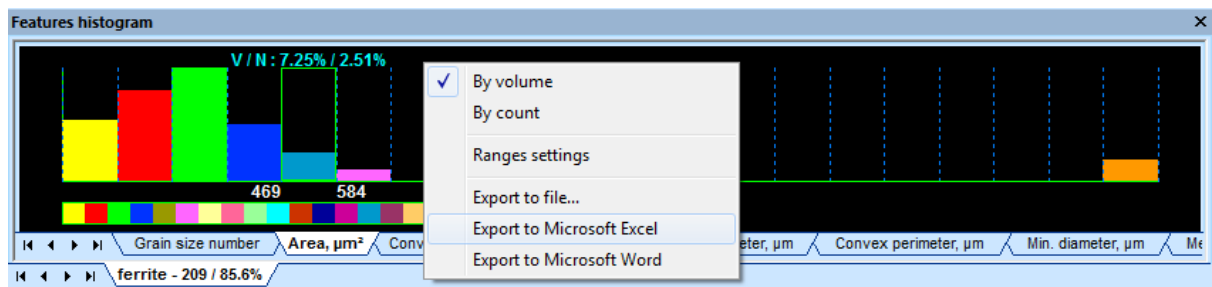 Features histogram
V / N : 7.25% / 2.51%
By volume
By count
Ranges settings
Export to file...
469 584
Export to Microsoft Excel
Grain size number Area, µm² Conv eter, µm Convex perimeter, µm Min. diameter, µm Me
Export to Microsoft Word
ferrite - 209 / 85.6%